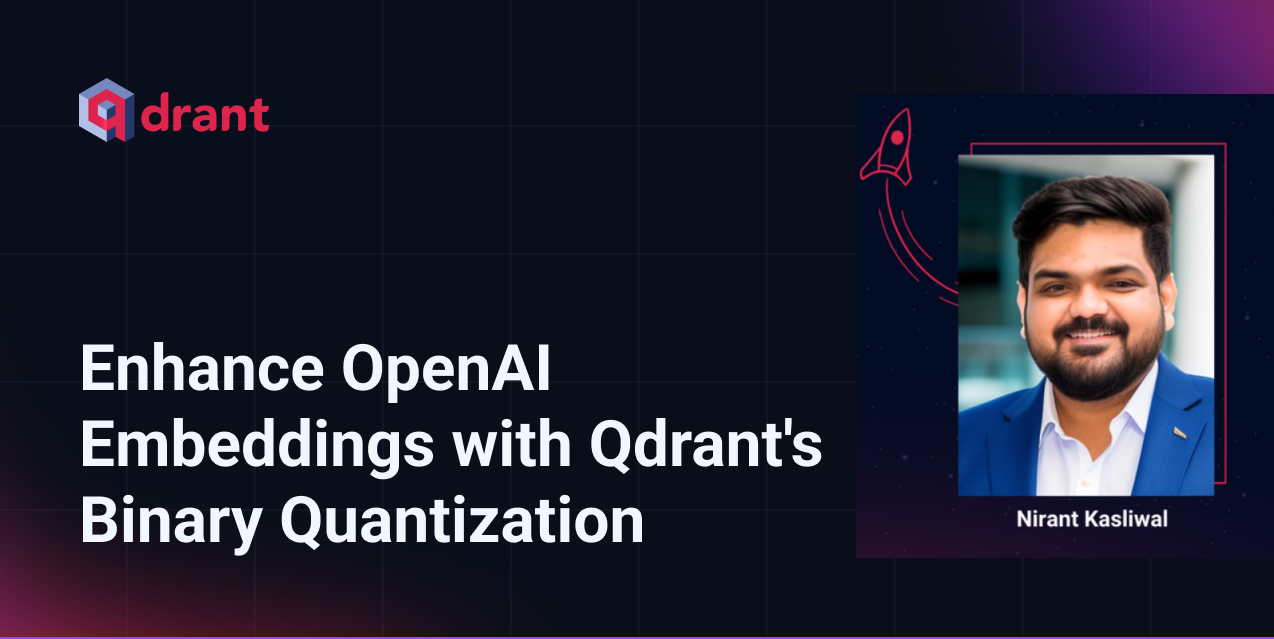 qdrant
Enhance OpenAI
Embeddings with Qdrant's
Binary Quantization
Nirant Kasliwal